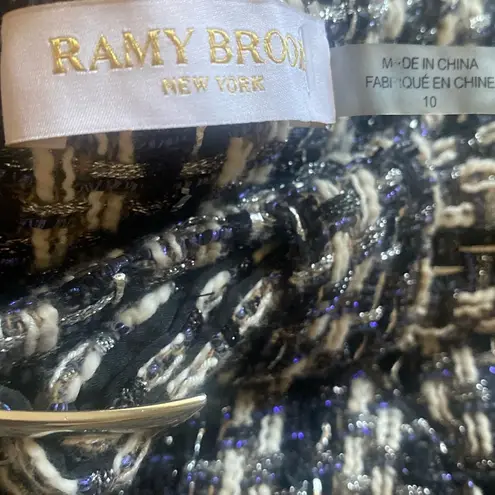 RAMY BROOK
NEW YORK
MADE IN CHINA
FABRIQUÉ EN CHINE
10